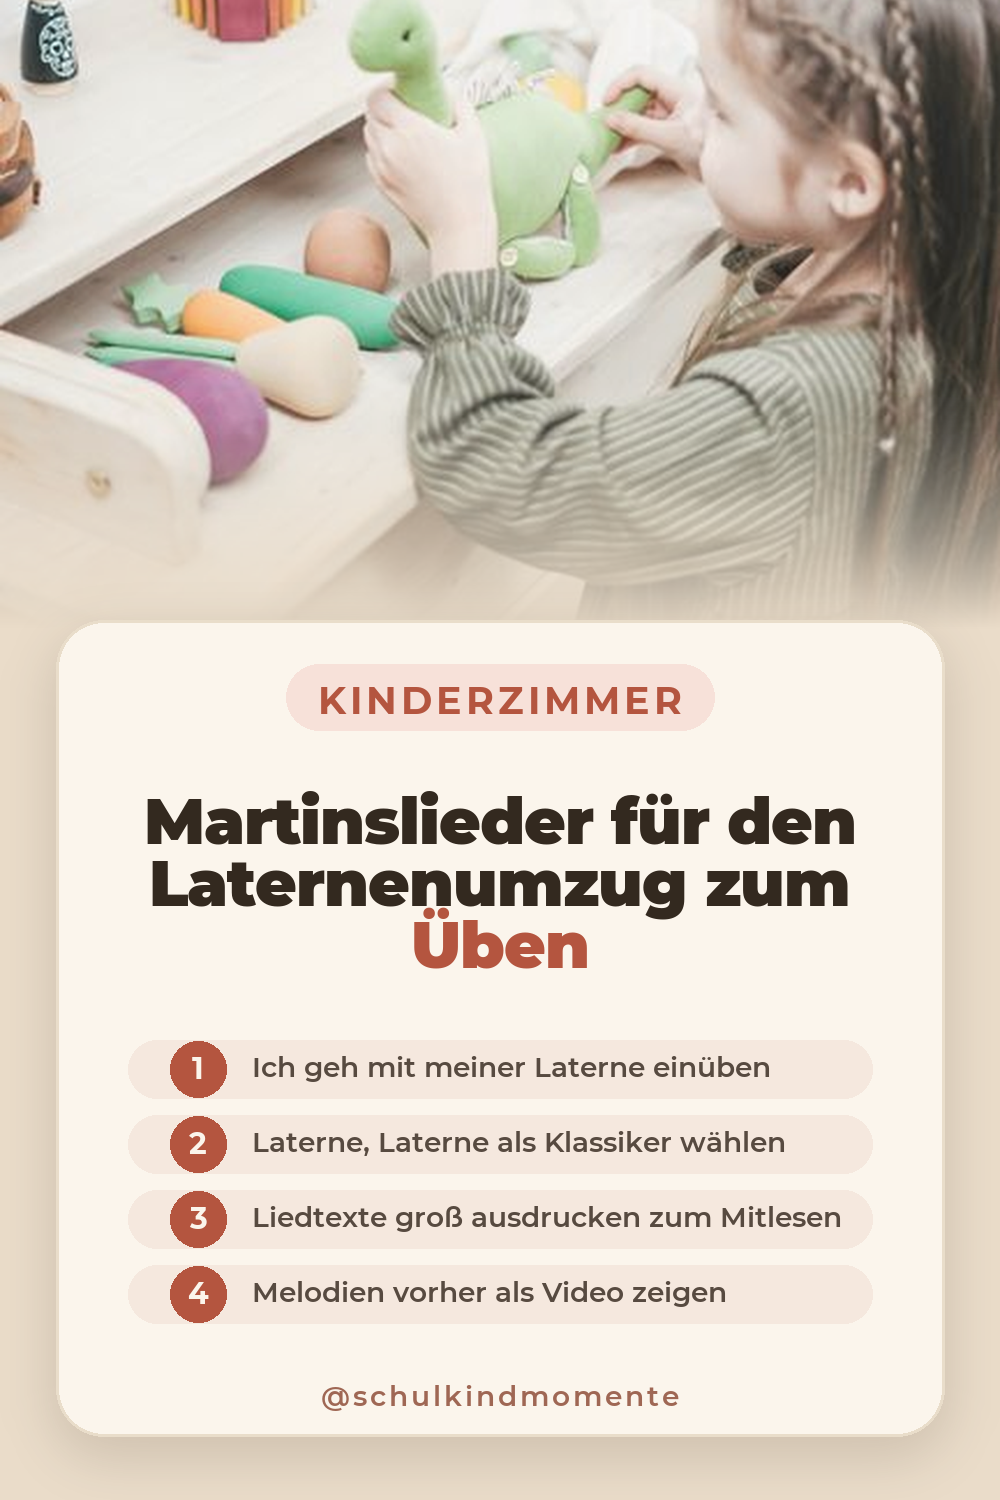 KINDERZIMMER
Martinslieder für den
Laternenumzug zum
Üben
1 Ich geh mit meiner Laterne einüben
2 Laterne, Laterne als Klassiker wählen
3 Liedtexte groß ausdrucken zum Mitlesen
4 Melodien vorher als Video zeigen
@schulkindmomente